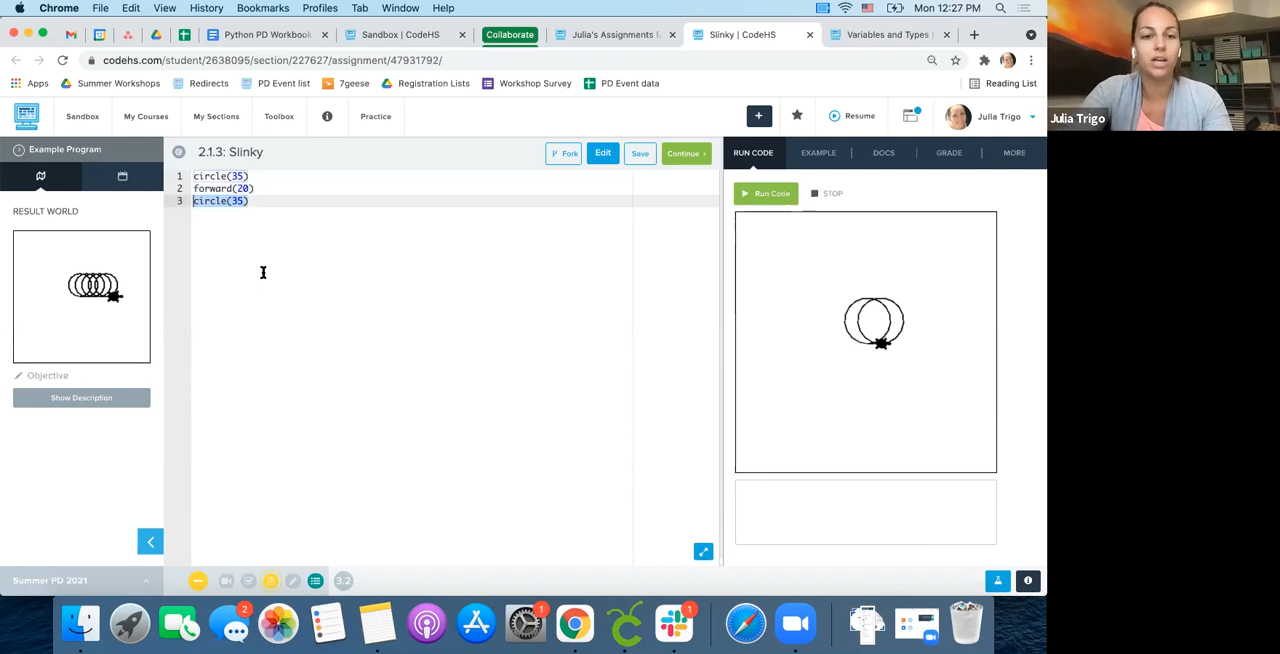 Chrome File Edit View History Bookmarks Profiles Tab Window Help Mon 12:27 PM
Python PD Workbook Sandbox | CodeHS Collaborate Julia's Assignments ( Slinky | CodeHS Variables and Types |
codehs.com/student/2638095/section/227627/assignment/47931792/
Apps Summer Workshops Redirects PD Event list 7geese Registration Lists Workshop Survey PD Event data Reading List
Sandbox My Courses My Sections Toolbox Practice + Resume Julia Trigo
Julia Trigo
Example Program 2.1.3: Slinky Fork Edit Save Continue › RUN CODE EXAMPLE DOCS GRADE MORE
1 circle(35)
2 forward(20)
3 circle(35)
Run Code STOP
RESULT WORLD
Objective
Show Description
Summer PD 2021 3.2
2 1 1